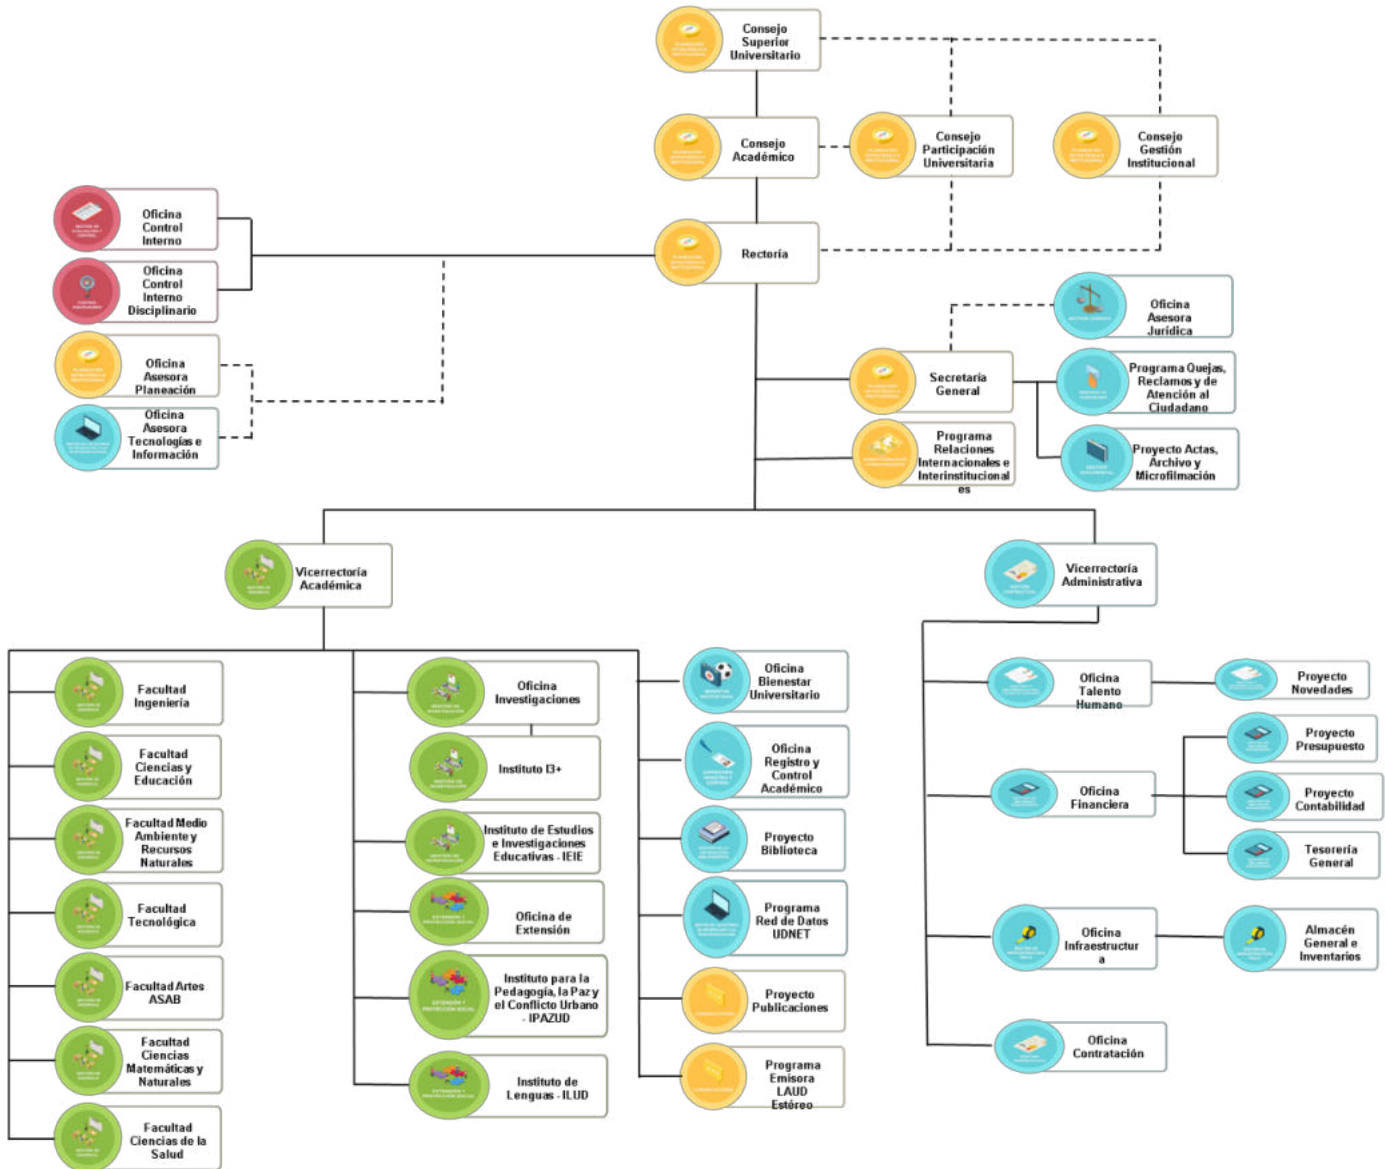 Consejo
Superior
Universitario
Consejo
Académico
Consejo
Participación
Universitaria
Consejo
Gestión
Institucional
Rectoría
Oficina
Control
Interno
Oficina
Control
Interno
Disciplinario
Oficina
Asesora
Planeación
Oficina
Asesora
Tecnologías e
Información
Oficina
Asesora
Jurídica
Secretaría
General
Programa Quejas,
Reclamos y de
Atención al
Ciudadano
Programa
Relaciones
Internacionales e
Interinstitucional
es
Proyecto Actas,
Archivo y
Microfilmación
Vicerrectoría
Académica
Vicerrectoría
Administrativa
Facultad
Ingeniería
Facultad
Ciencias y
Educación
Facultad Medio
Ambiente y
Recursos
Naturales
Facultad
Tecnológica
Facultad Artes
ASAB
Facultad
Ciencias
Matemáticas y
Naturales
Facultad
Ciencias de la
Salud
Oficina
Investigaciones
Instituto I3+
Instituto de Estudios
e Investigaciones
Educativas - IEIE
Oficina de
Extensión
Instituto para la
Pedagogía, la Paz y
el Conflicto Urbano
- IPAZUD
Instituto de
Lenguas - ILUD
Oficina
Bienestar
Universitario
Oficina
Registro y
Control
Académico
Proyecto
Biblioteca
Programa
Red de Datos
UDNET
Proyecto
Publicaciones
Programa
Emisora
LAUD
Estéreo
Oficina
Talento
Humano
Proyecto
Novedades
Oficina
Financiera
Proyecto
Presupuesto
Proyecto
Contabilidad
Tesorería
General
Oficina
Infraestructur
a
Almacén
General e
Inventarios
Oficina
Contratación